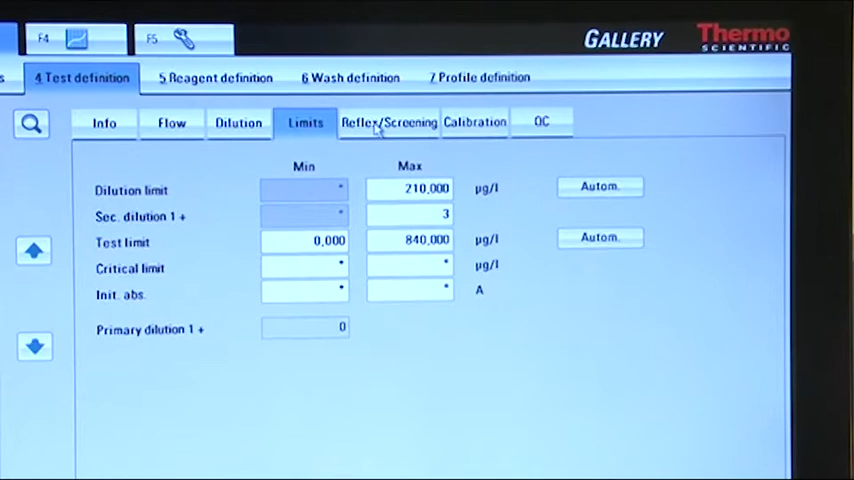 F4 F5 GALLERY Thermo
SCIENTIFIC
s 4 Test definition 5 Reagent definition 6 Wash definition 7 Profile definition
Info Flow Dilution Limits Reflex/Screening Calibration QC
Min Max
Dilution limit * 210,000 µg/l Autom.
Sec. dilution 1 + * 3
Test limit 0,000 840,000 µg/l Autom.
Critical limit * * µg/l
Init. abs. * * A
Primary dilution 1 + 0